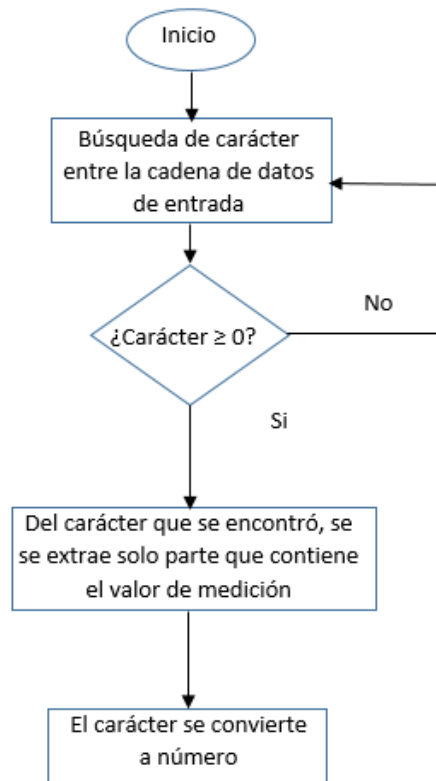 Inicio
Búsqueda de carácter
entre la cadena de datos
de entrada
¿Carácter ≥ 0?
No
Si
Del carácter que se encontró, se
se extrae solo parte que contiene
el valor de medición
El carácter se convierte
a número